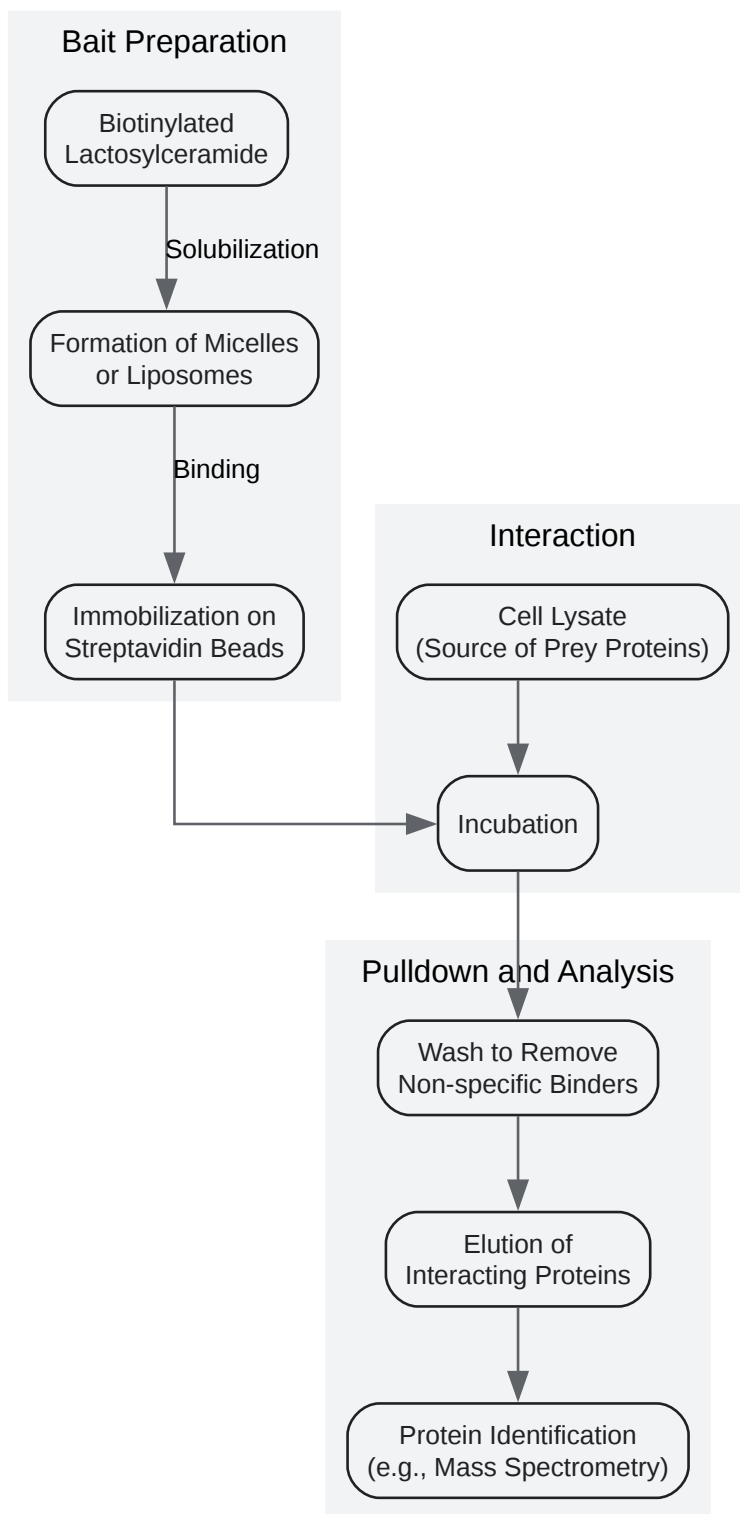 Bait Preparation
Biotinylated
Lactosylceramide
Solubilization
Formation of Micelles
or Liposomes
Binding
Immobilization on
Streptavidin Beads
Interaction
Cell Lysate
(Source of Prey Proteins)
Incubation
Pulldown and Analysis
Wash to Remove
Non-specific Binders
Elution of
Interacting Proteins
Protein Identification
(e.g., Mass Spectrometry)